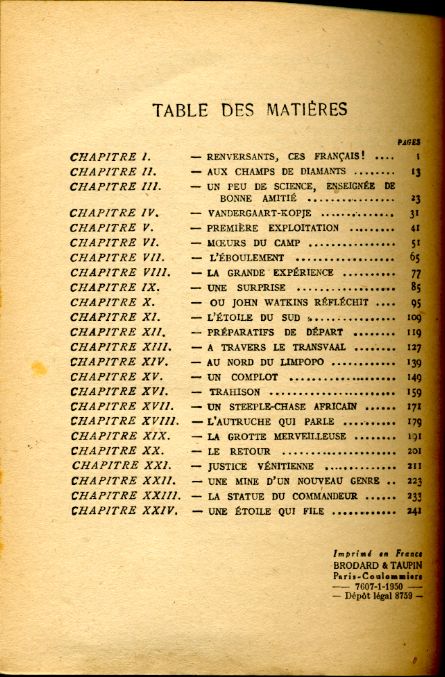 TABLE DES MATIÈRES
PAGES
CHAPITRE I. — RENVERSANTS, CES FRANÇAIS! .... 1
CHAPITRE II. — AUX CHAMPS DE DIAMANTS ........ 13
CHAPITRE III. — UN PEU DE SCIENCE, ENSEIGNÉE DE
BONNE AMITIÉ ................ 23
CHAPITRE IV. — VANDERGAART-KOPJE .............. 31
CHAPITRE V. — PREMIÈRE EXPLOITATION ......... 41
CHAPITRE VI. — MŒURS DU CAMP ................ 51
CHAPITRE VII. — L'ÉBOULEMENT .................. 65
CHAPITRE VIII. — LA GRANDE EXPÉRIENCE .......... 77
CHAPITRE IX. — UNE SURPRISE .................. 85
CHAPITRE X. — OU JOHN WATKINS RÉFLÉCHIT .... 95
CHAPITRE XI. — L'ÉTOILE DU SUD ................ 109
CHAPITRE XII. — PRÉPARATIFS DE DÉPART ........ 119
CHAPITRE XIII. — A TRAVERS LE TRANSVAAL ........ 127
CHAPITRE XIV. — AU NORD DU LIMPOPO ............ 139
CHAPITRE XV. — UN COMPLOT .................... 149
CHAPITRE XVI. — TRAHISON ...................... 159
CHAPITRE XVII. — UN STEEPLE-CHASE AFRICAIN ...... 171
CHAPITRE XVIII. — L'AUTRUCHE QUI PARLE .......... 179
CHAPITRE XIX. — LA GROTTE MERVEILLEUSE ........ 191
CHAPITRE XX. — LE RETOUR ...................... 201
CHAPITRE XXI. — JUSTICE VÉNITIENNE ............ 211
CHAPITRE XXII. — UNE MINE D'UN NOUVEAU GENRE .. 223
CHAPITRE XXIII. — LA STATUE DU COMMANDEUR ...... 233
CHAPITRE XXIV. — UNE ÉTOILE QUI FILE ............ 241
Imprimé en France
BRODARD & TAUPIN
Paris-Coulommiers
— 7607-1-1950 —
— Dépôt légal 8759 —